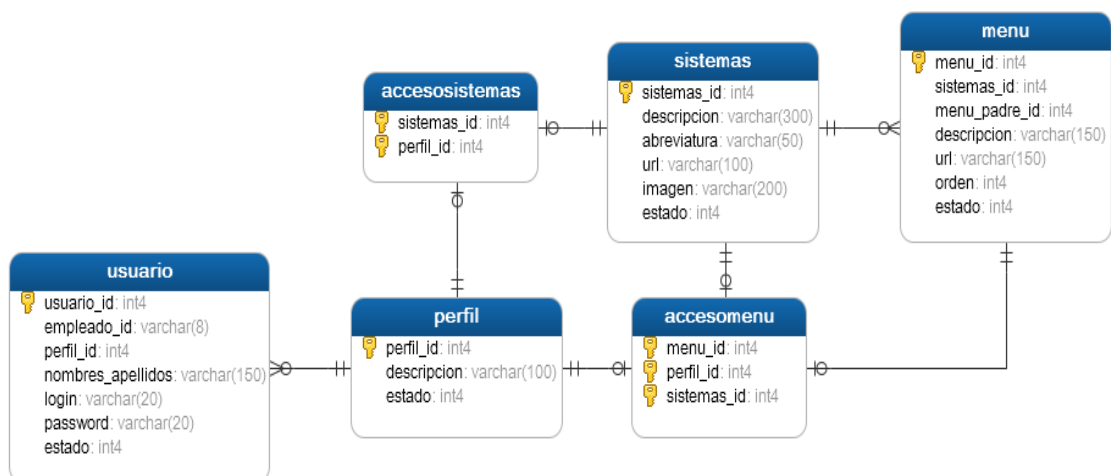 accesosistemas
sistemas_id: int4
perfil_id: int4
sistemas
sistemas_id: int4
descripcion: varchar(300)
abreviatura: varchar(50)
url: varchar(100)
imagen: varchar(200)
estado: int4
menu
menu_id: int4
sistemas_id: int4
menu_padre_id: int4
descripcion: varchar(150)
url: varchar(150)
orden: int4
estado: int4
usuario
usuario_id: int4
empleado_id: varchar(8)
perfil_id: int4
nombres_apellidos: varchar(150)
login: varchar(20)
password: varchar(20)
estado: int4
perfil
perfil_id: int4
descripcion: varchar(100)
estado: int4
accesomenu
menu_id: int4
perfil_id: int4
sistemas_id: int4